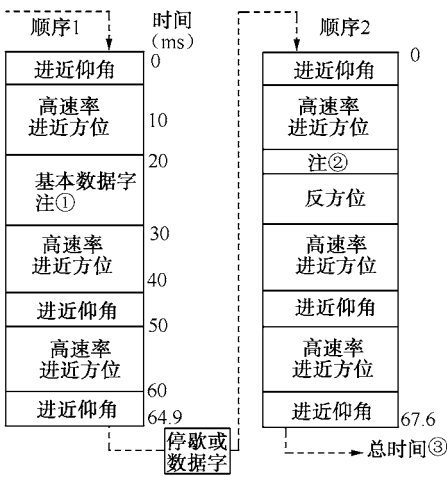 顺序1
时间
(ms)
0
进近仰角
高速率
进近方位
10
20
基本数据字
注①
30
高速率
进近方位
40
进近仰角
50
高速率
进近方位
60
进近仰角
64.9
停歇或
数据字
顺序2
0
进近仰角
高速率
进近方位
注②
反方位
高速率
进近方位
进近仰角
高速率
进近方位
进近仰角
67.6
总时间③